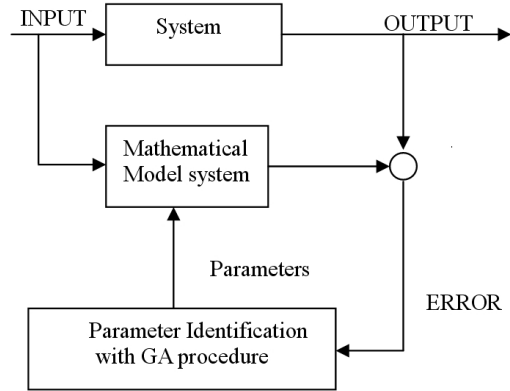 INPUT
System
OUTPUT
Mathematical
Model system
Parameters
ERROR
Parameter Identification
with GA procedure